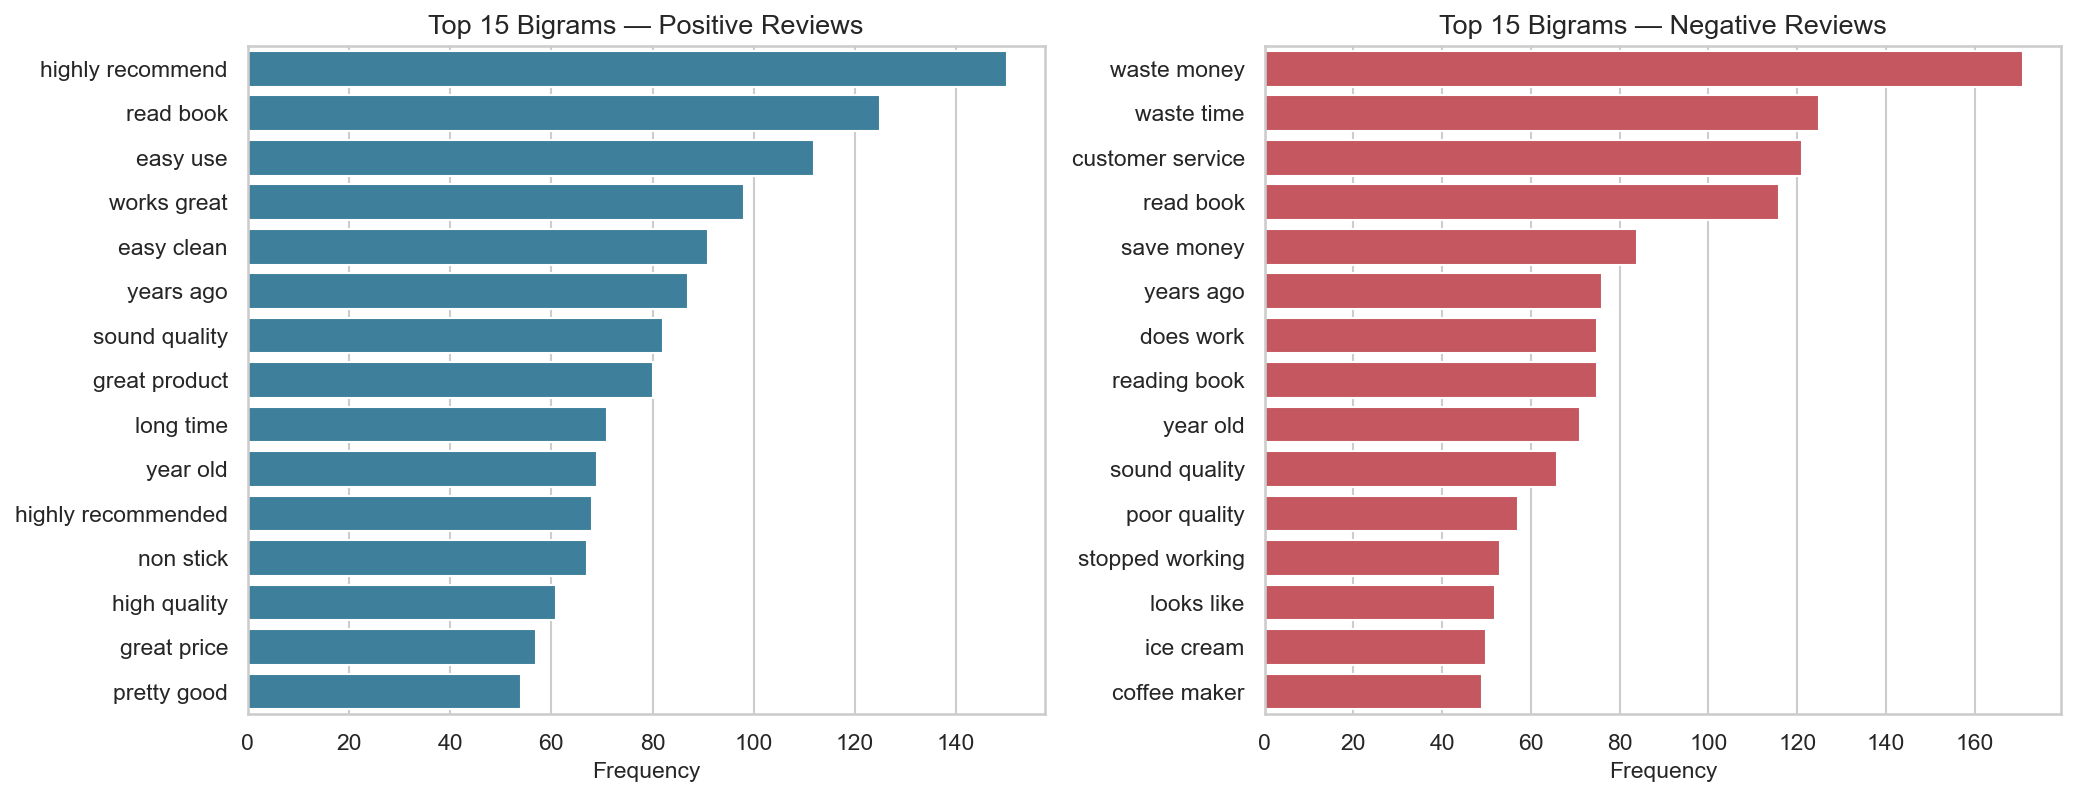 Top 15 Bigrams — Positive Reviews
highly recommend
read book
easy use
works great
easy clean
years ago
sound quality
great product
long time
year old
highly recommended
non stick
high quality
great price
pretty good
0 20 40 60 80 100 120 140
Frequency
Top 15 Bigrams — Negative Reviews
waste money
waste time
customer service
read book
save money
years ago
does work
reading book
year old
sound quality
poor quality
stopped working
looks like
ice cream
coffee maker
0 20 40 60 80 100 120 140 160
Frequency